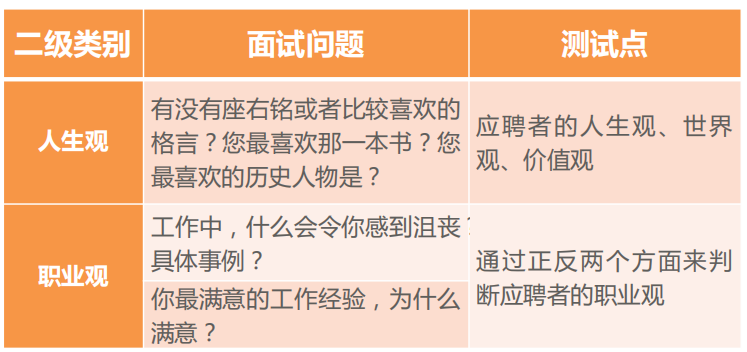 二级类别 面试问题 测试点
人生观
有没有座右铭或者比较喜欢的
格言？您最喜欢那一本书？您
最喜欢的历史人物是？
应聘者的人生观、世界
观、价值观
职业观
工作中，什么会令你感到沮丧？
具体事例？
你最满意的工作经验，为什么
满意？
通过正反两个方面来判
断应聘者的职业观